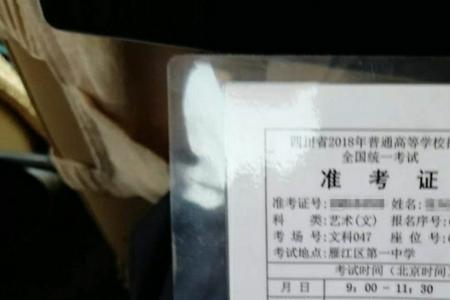 四川省2018年普通高等学校
全国统一考试
准考证
准考证号: 姓名:
科 类:艺术(文) 报名序号:
考 场 号:文科047 座 位 号:
考试地点:雁江区第一中学
考试时间(北京时间)
月 日 9: 00 - 11: 30